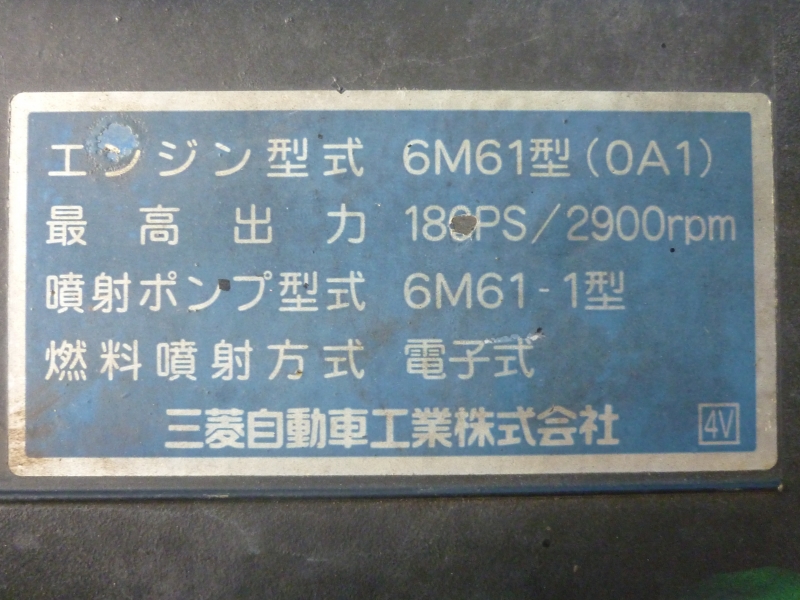 エンジン型式 6M61型(0A1)
最高出力 /2900rpm
噴射ポンプ型式 6M61-1型
燃料噴射方式 電子式
三菱自動車工業株式会社 4V